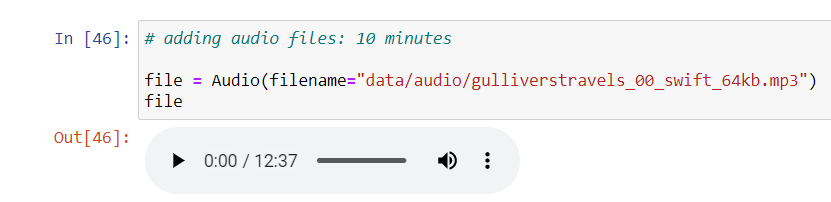 In [46]: # adding audio files: 10 minutes
file = Audio(filename="data/audio/gulliverstravels_00_swift_64kb.mp3")
file
Out[46]:
0:00 / 12:37